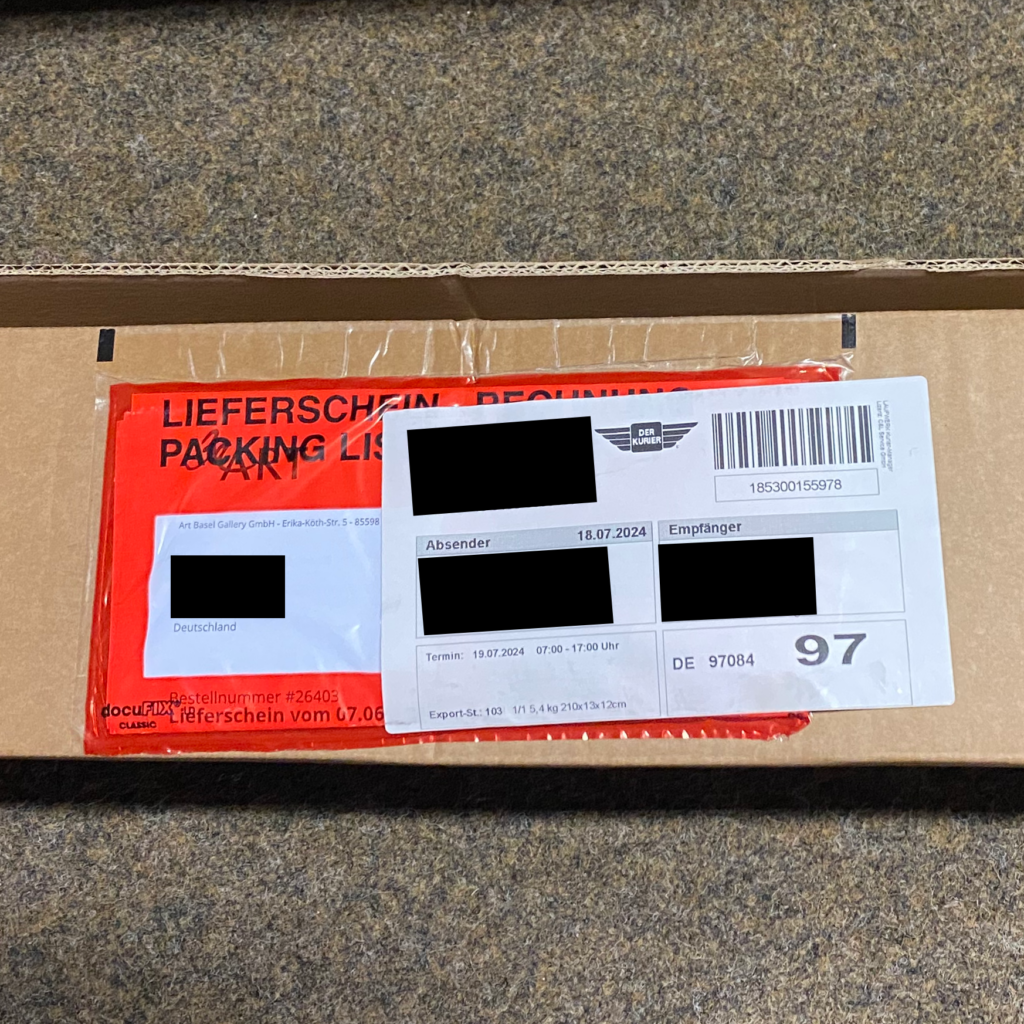 LIEFERSCHEIN - RECHNUNG
PACKING LIS
ART
Art Basel Gallery GmbH - Erika-Köth-Str. 5 - 85598
Deutschland
Bestellnummer #26403
Lieferschein vom 07.06
docuFIX®
CLASSIC
DER
KURIER
185300155978
Absender 18.07.2024
Empfänger
Termin: 19.07.2024 07:00 - 17:00 Uhr
Export-St.: 103 1/1 5,4 kg 210x13x12cm
DE 97084 97